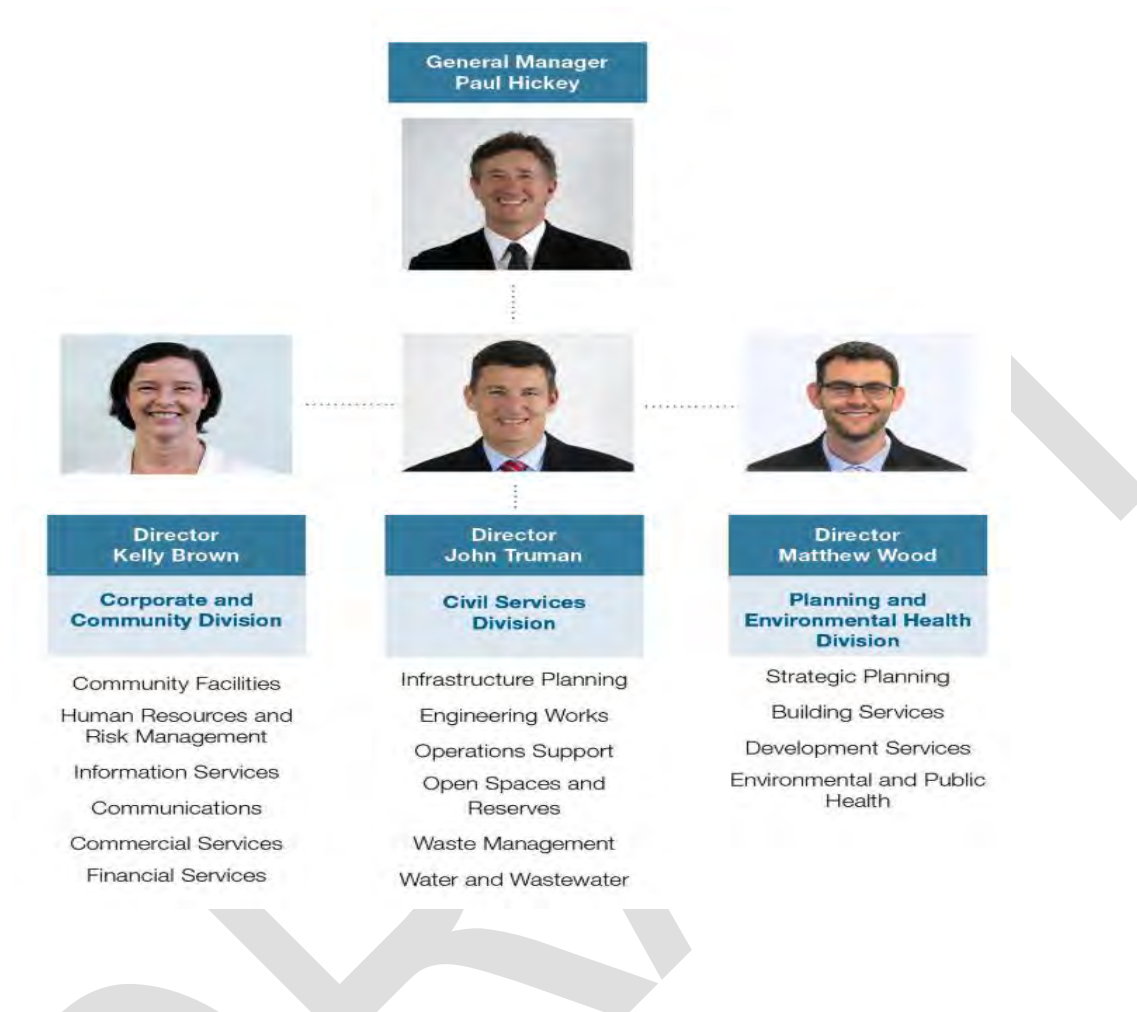 General Manager
Paul Hickey
Director
Kelly Brown
Corporate and
Community Division
Community Facilities
Human Resources and
Risk Management
Information Services
Communications
Commercial Services
Financial Services
Director
John Truman
Civil Services
Division
Infrastructure Planning
Engineering Works
Operations Support
Open Spaces and
Reserves
Waste Management
Water and Wastewater
Director
Matthew Wood
Planning and
Environmental Health
Division
Strategic Planning
Building Services
Development Services
Environmental and Public
Health